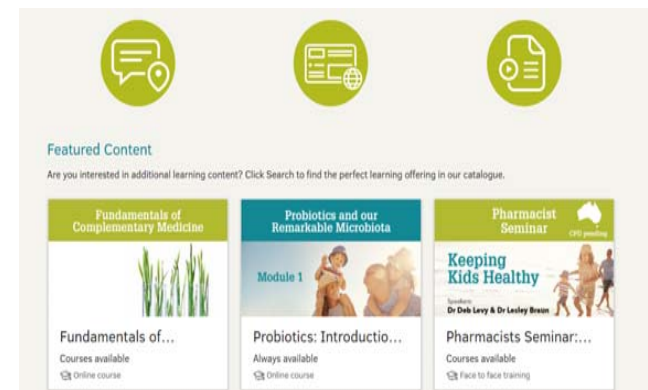 Featured Content
Are you interested in additional learning content? Click Search to find the perfect learning offering in our catalogue.
Fundamentals of
Complementary Medicine
Fundamentals of...
Courses available
Online course
Probiotics and our
Remarkable Microbiota
Module 1
Probiotics: Introductio...
Always available
Online course
Pharmacist
Seminar
CPD pending
Keeping
Kids Healthy
Speakers:
Dr Deb Levy & Dr Lesley Braun
Pharmacists Seminar:...
Courses available
Face to face training